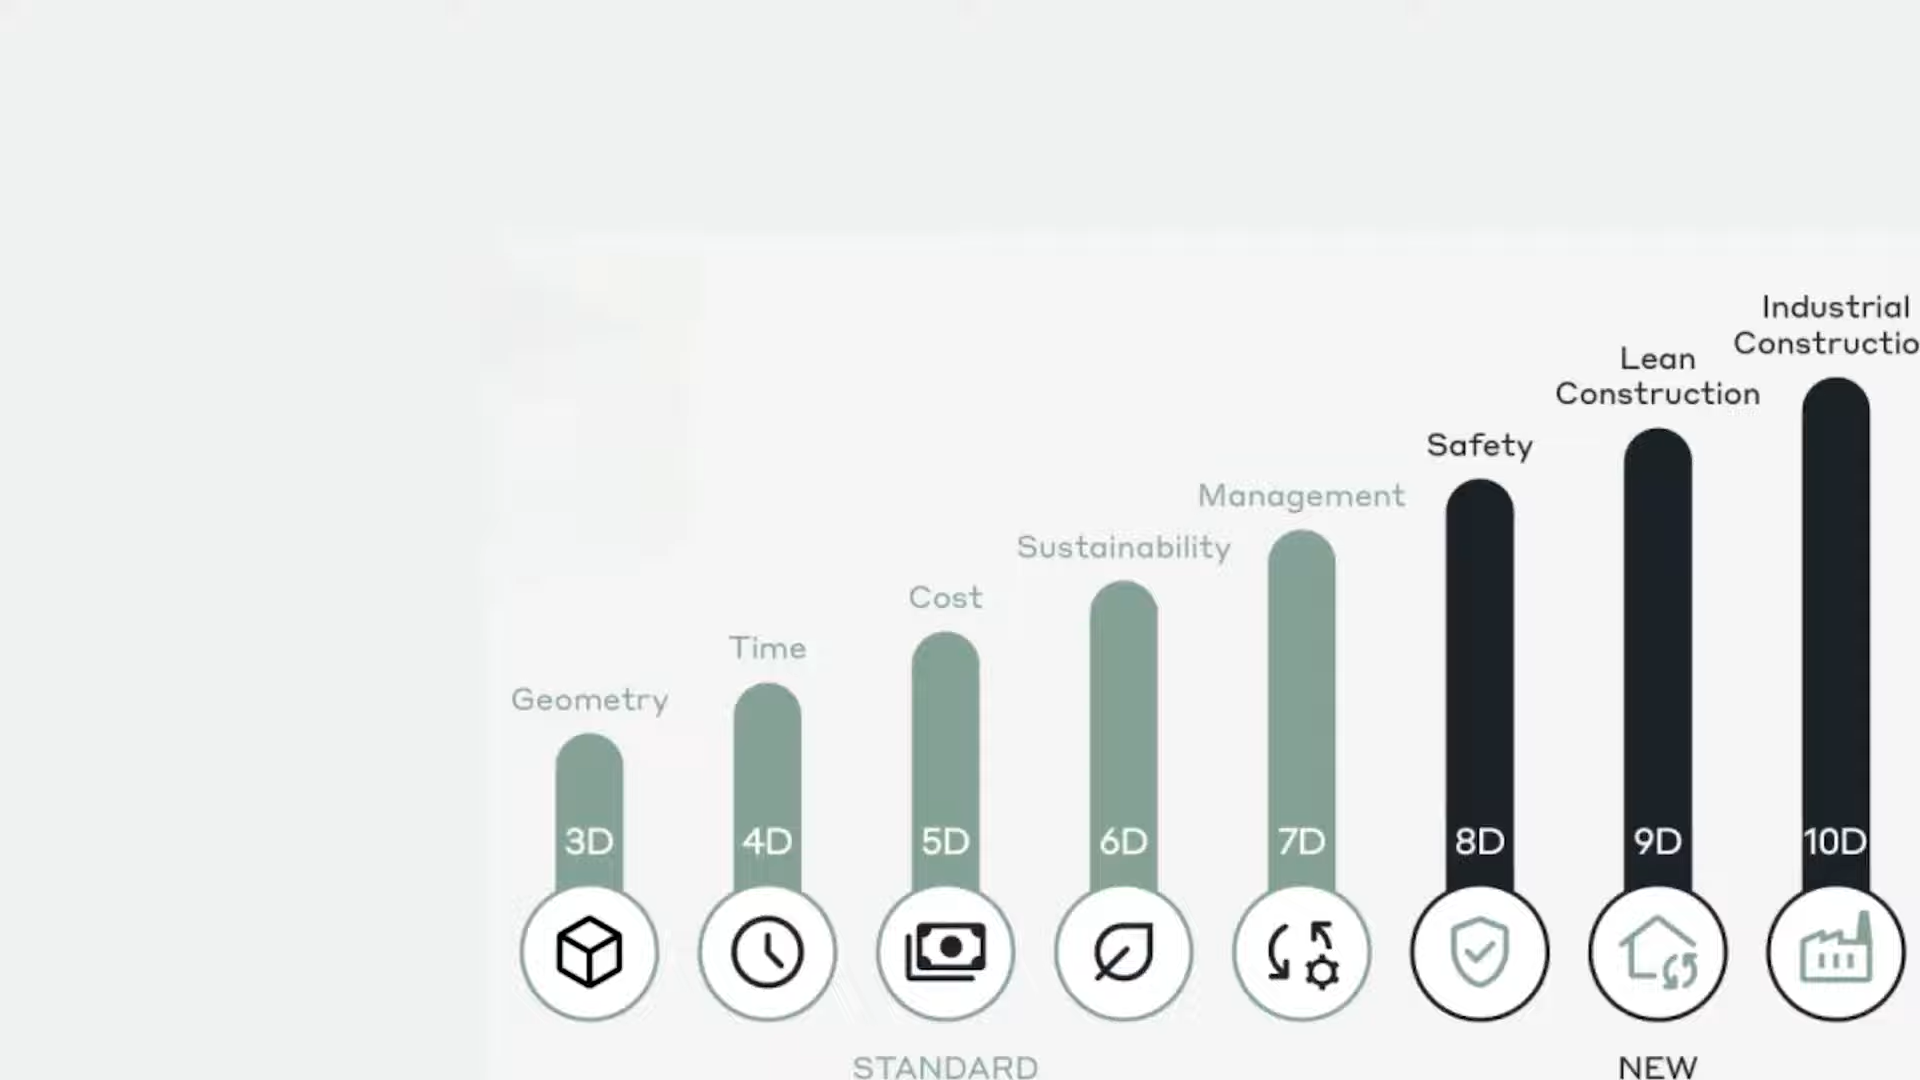 Industrial
Constructio
Lean
Construction
Safety
Management
Sustainability
Cost
Time
Geometry
3D
4D
5D
6D
7D
8D
9D
10D
STANDARD
NEW